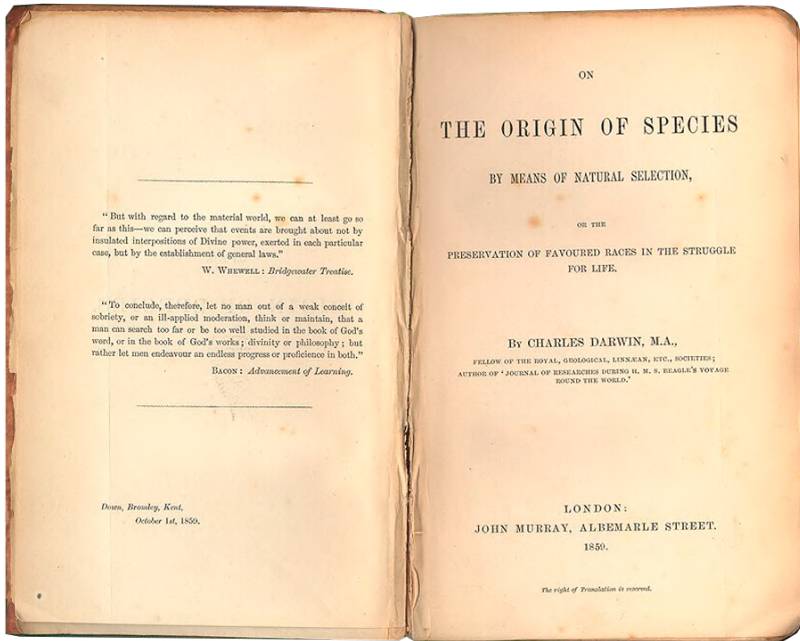 "But with regard to the material world, we can at least go so
far as this—we can perceive that events are brought about not by
insulated interpositions of Divine power, exerted in each particular
case, but by the establishment of general laws."
W. Whewell: Bridgewater Treatise.
"To conclude, therefore, let no man out of a weak conceit of
sobriety, or an ill-applied moderation, think or maintain, that a
man can search too far or be too well studied in the book of God's
word, or in the book of God's works; divinity or philosophy; but
rather let men endeavour an endless progress or proficience in both."
Bacon: Advancement of Learning.
Down, Bromley, Kent,
October 1st, 1859.
ON
THE ORIGIN OF SPECIES
BY MEANS OF NATURAL SELECTION,
OR THE
PRESERVATION OF FAVOURED RACES IN THE STRUGGLE
FOR LIFE.
By CHARLES DARWIN, M.A.,
FELLOW OF THE ROYAL, GEOLOGICAL, LINNÆAN, ETC., SOCIETIES;
AUTHOR OF 'JOURNAL OF RESEARCHES DURING H. M. S. BEAGLE'S VOYAGE
ROUND THE WORLD.'
LONDON:
JOHN MURRAY, ALBEMARLE STREET.
1859.
The right of Translation is reserved.